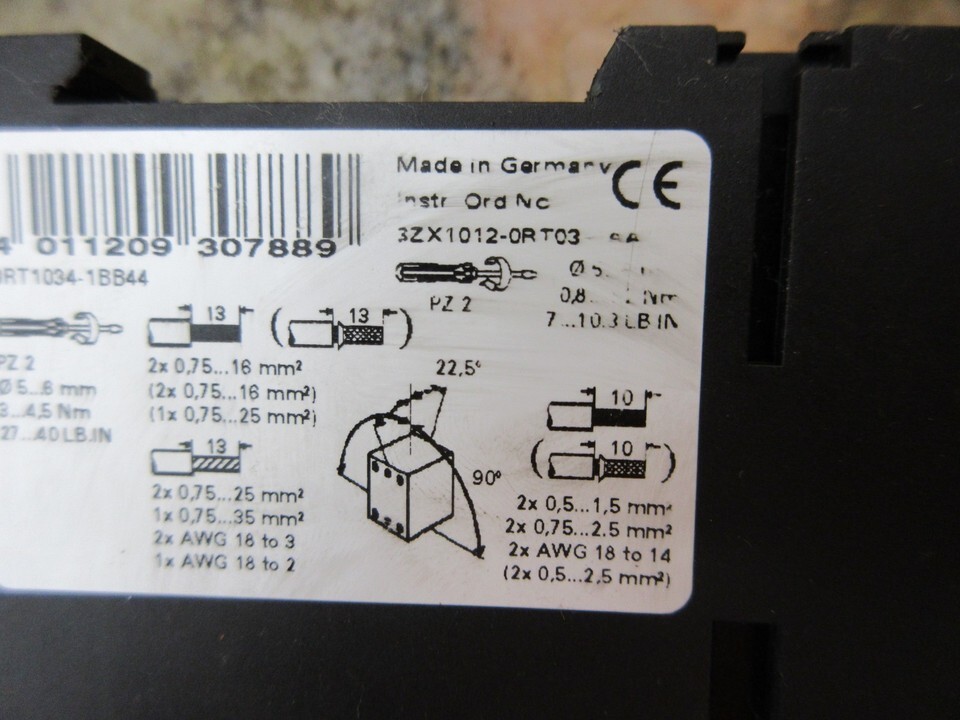 Made in Germany CE
Instr Ord Nc
4 011209 307889
3ZX1012-0RT03
RT1034-1BB44
PZ 2
7...10.3 LB IN
13
13
PZ 2
Ø 5...6 mm
3...4,5 Nm
27...40 LB.IN
2x 0,75...16 mm²
(2x 0,75...16 mm²)
(1x 0,75...25 mm²)
13
2x 0,75...25 mm²
1x 0,75...35 mm²
2x AWG 18 to 3
1x AWG 18 to 2
22,5°
90°
10
10
2x 0,5...1,5 mm²
2x 0,75...2.5 mm²
2x AWG 18 to 14
(2x 0,5...2,5 mm²)